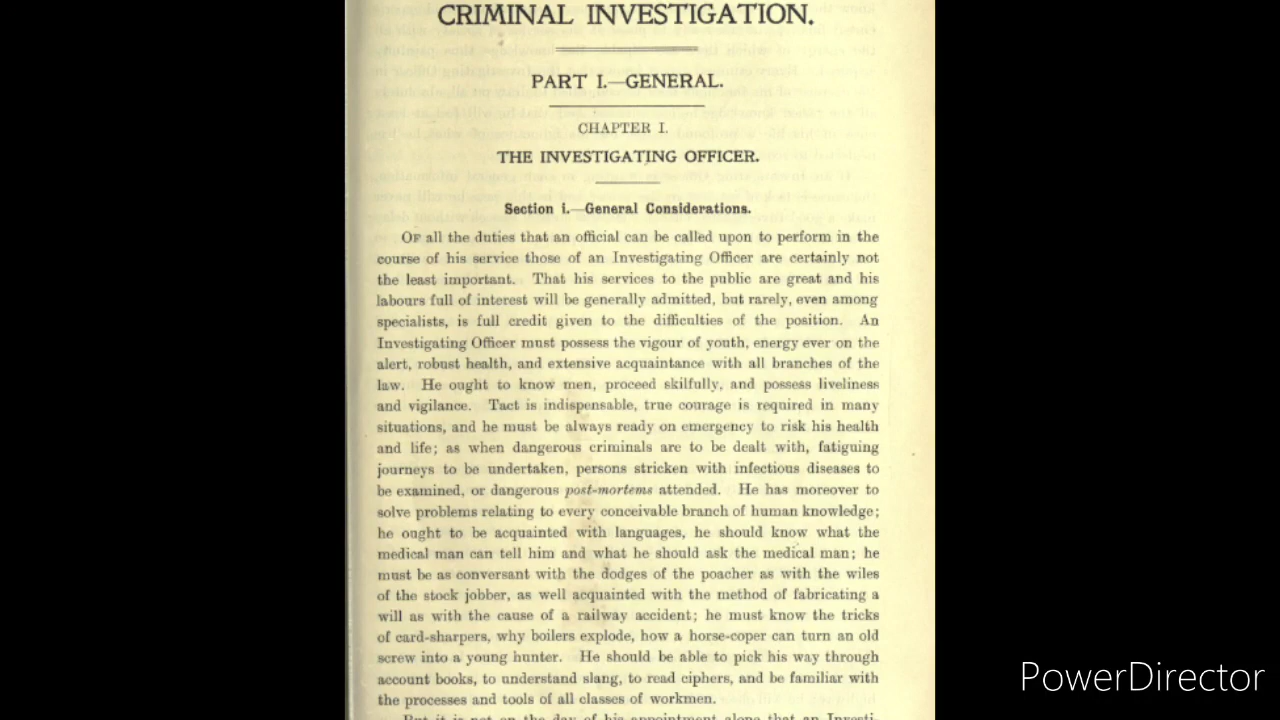 CRIMINAL INVESTIGATION.
PART I.—GENERAL.
CHAPTER I.
THE INVESTIGATING OFFICER.
Section i.—General Considerations.
OF all the duties that an official can be called upon to perform in the
course of his service those of an Investigating Officer are certainly not
the least important. That his services to the public are great and his
labours full of interest will be generally admitted, but rarely, even among
specialists, is full credit given to the difficulties of the position. An
Investigating Officer must possess the vigour of youth, energy ever on the
alert, robust health, and extensive acquaintance with all branches of the
law. He ought to know men, proceed skilfully, and possess liveliness
and vigilance. Tact is indispensable, true courage is required in many
situations, and he must be always ready on emergency to risk his health
and life; as when dangerous criminals are to be dealt with, fatiguing
journeys to be undertaken, persons stricken with infectious diseases to
be examined, or dangerous post-mortems attended. He has moreover to
solve problems relating to every conceivable branch of human knowledge;
he ought to be acquainted with languages, he should know what the
medical man can tell him and what he should ask the medical man; he
must be as conversant with the dodges of the poacher as with the wiles
of the stock jobber, as well acquainted with the method of fabricating a
will as with the cause of a railway accident; he must know the tricks
of card-sharpers, why boilers explode, how a horse-coper can turn an old
screw into a young hunter. He should be able to pick his way through
account books, to understand slang, to read ciphers, and be familiar with
the processes and tools of all classes of workmen.
But it is not on the day of his appointment alone that an Investi-
PowerDirector